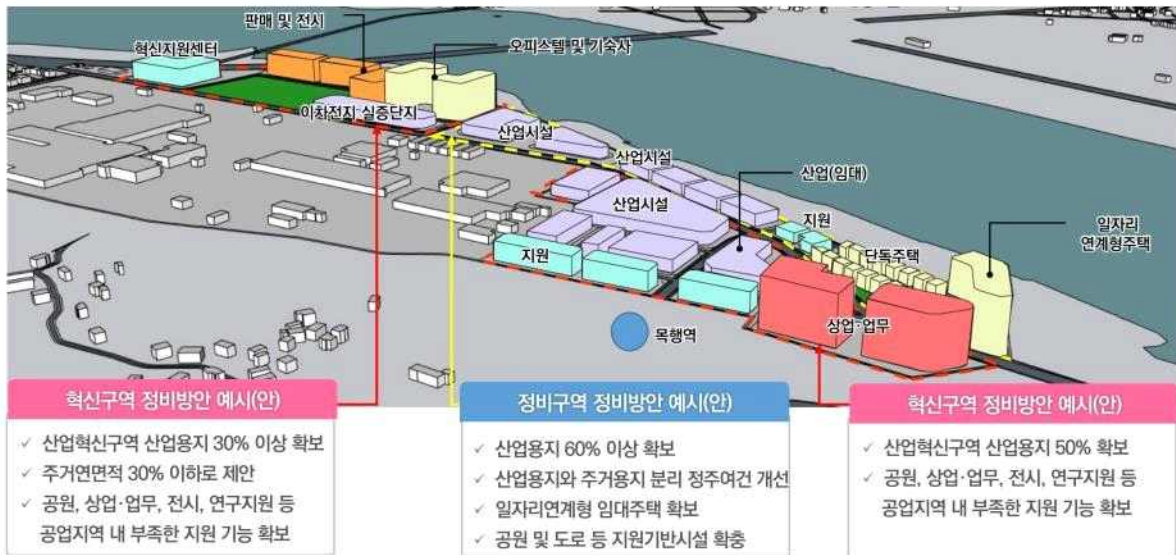 판매 및 전시
혁신지원센터
오피스텔 및 기숙사
이차전지 실증단지
산업시설
산업시설
산업(임대)
산업시설
지원
일자리
연계형주택
지원
단독주택
상업·업무
목행역
혁신구역 정비방안 예시(안)
✓ 산업혁신구역 산업용지 30% 이상 확보
✓ 주거연면적 30% 이하로 제안
✓ 공원, 상업·업무, 전시, 연구지원 등
공업지역 내 부족한 지원 기능 확보
정비구역 정비방안 예시(안)
✓ 산업용지 60% 이상 확보
✓ 산업용지와 주거용지 분리 정주여건 개선
✓ 일자리연계형 임대주택 확보
✓ 공원 및 도로 등 지원기반시설 확충
혁신구역 정비방안 예시(안)
✓ 산업혁신구역 산업용지 50% 확보
✓ 공원, 상업·업무, 전시, 연구지원 등
공업지역 내 부족한 지원 기능 확보